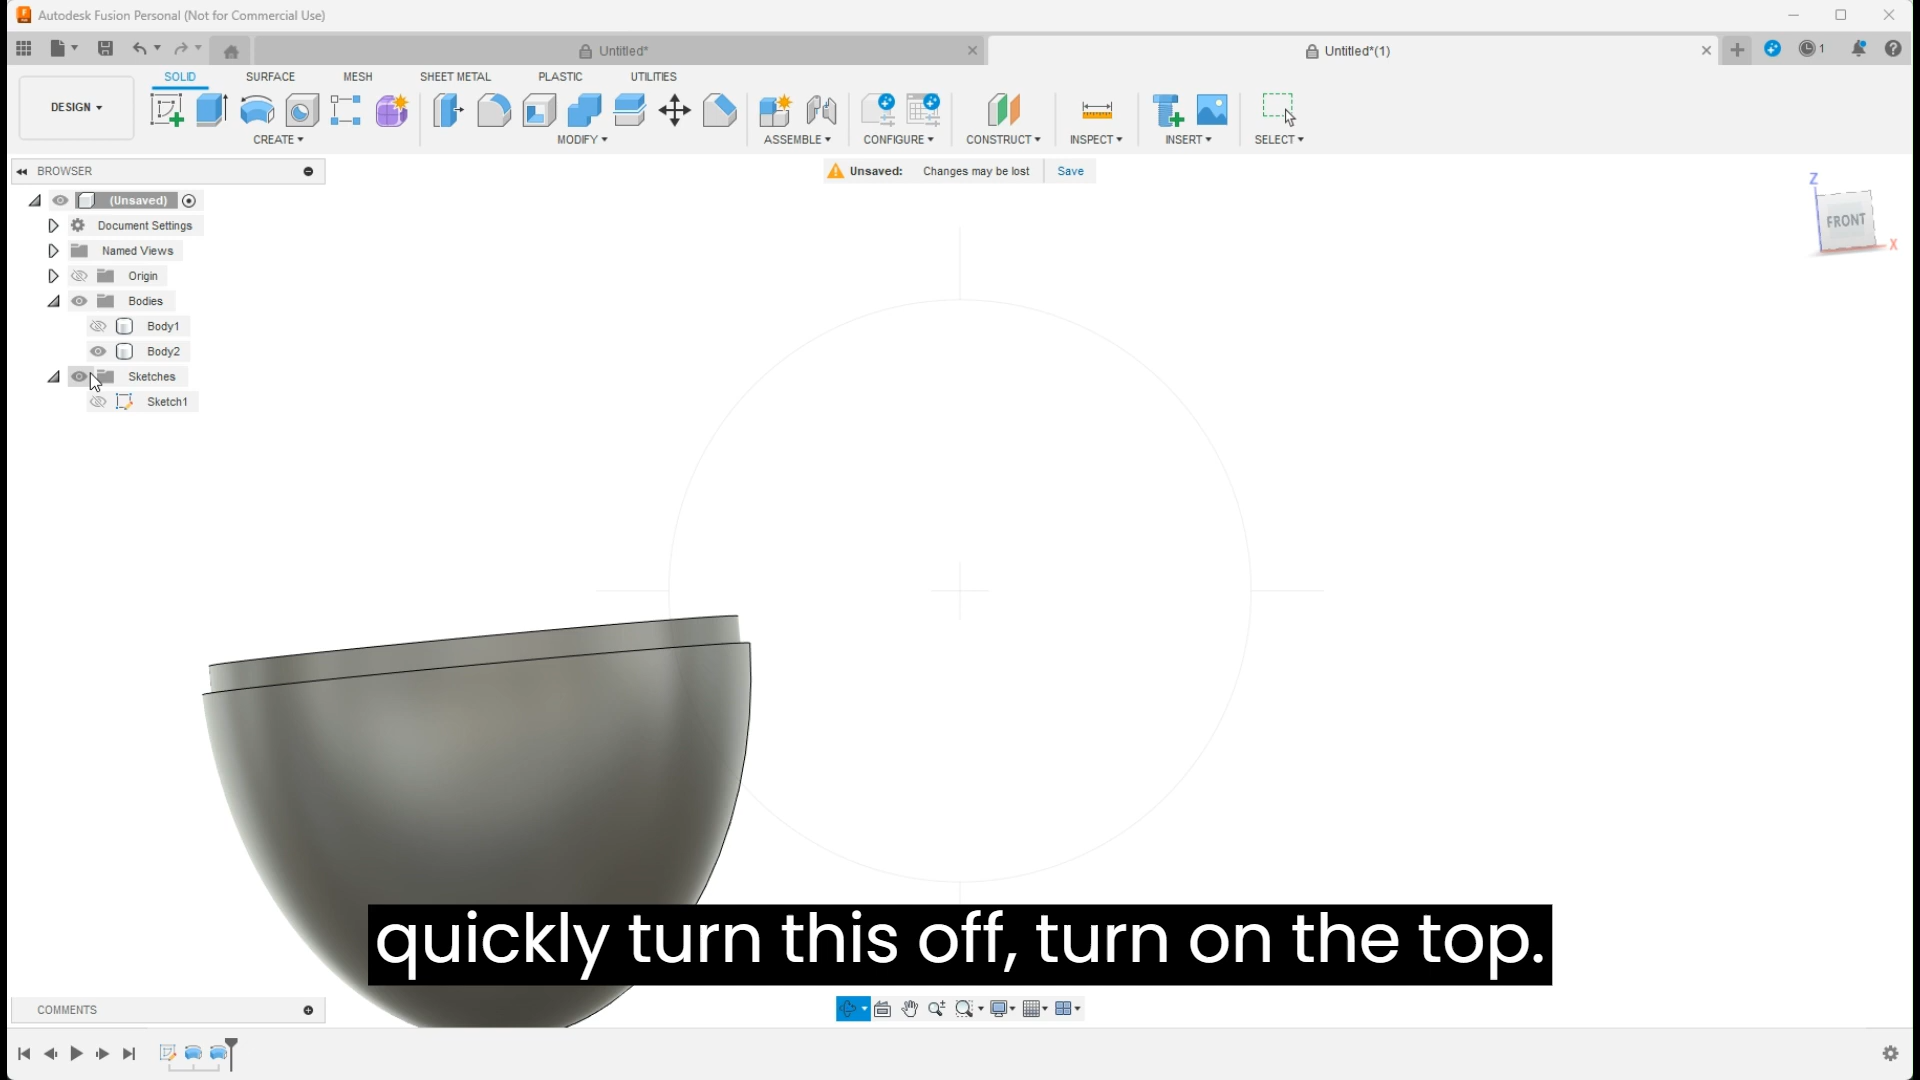 Autodesk Fusion Personal (Not for Commercial Use)
Untitled*
Untitled*(1)
1
SOLID
SURFACE
MESH
SHEET METAL
PLASTIC
UTILITIES
DESIGN
CREATE
MODIFY
ASSEMBLE
CONFIGURE
CONSTRUCT
INSPECT
INSERT
SELECT
BROWSER
Unsaved:
Changes may be lost
Save
(Unsaved)
Document Settings
Named Views
Origin
Bodies
Body1
Body2
Sketches
Sketch1
Z
FRONT
X
quickly turn this off, turn on the top.
COMMENTS